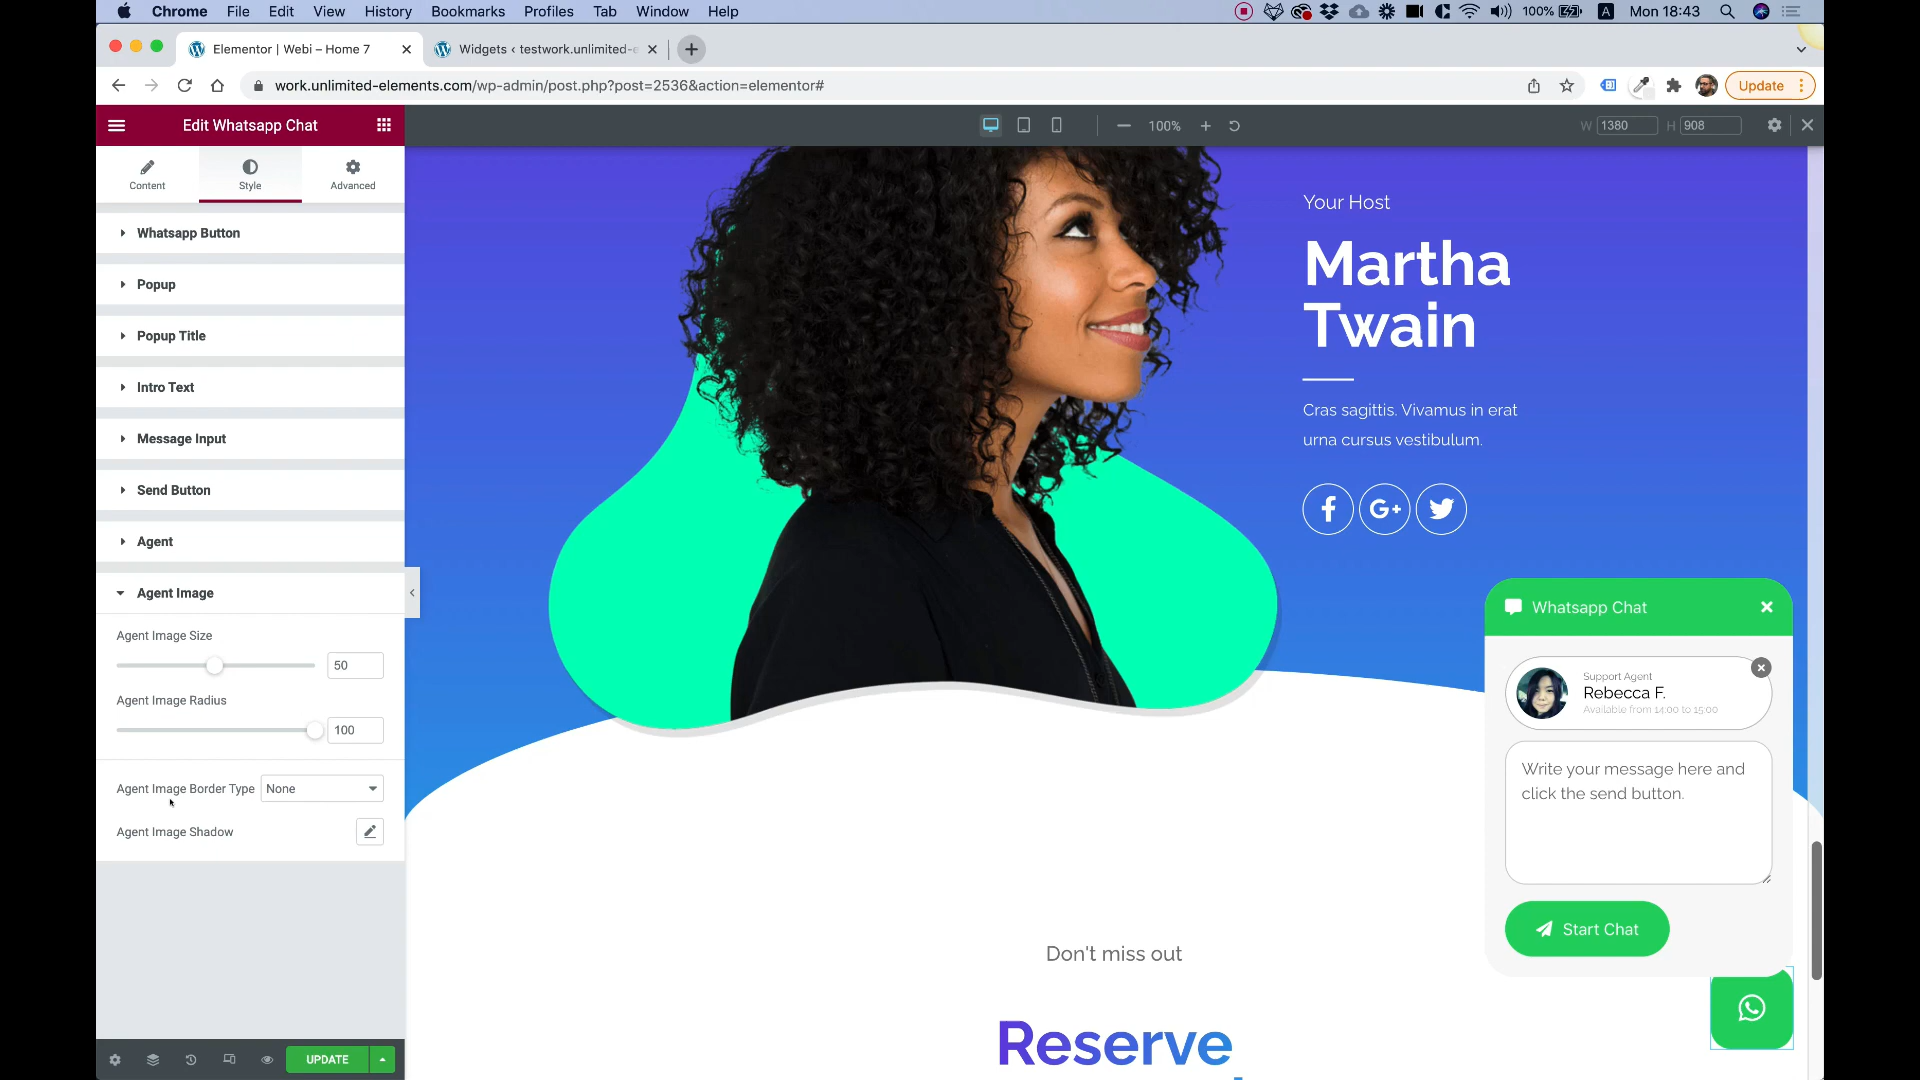 Chrome File Edit View History Bookmarks Profiles Tab Window Help
100% A Mon 18:43
Elementor | Webi – Home 7
Widgets ‹ testwork.unlimited-e
work.unlimited-elements.com/wp-admin/post.php?post=2536&action=elementor#
Update
Edit Whatsapp Chat
100%
W 1380 H 908
Content Style Advanced
Whatsapp Button
Popup
Popup Title
Intro Text
Message Input
Send Button
Agent
Agent Image
Agent Image Size
50
Agent Image Radius
100
Agent Image Border Type None
Agent Image Shadow
UPDATE
Your Host
Martha
Twain
Cras sagittis. Vivamus in erat
urna cursus vestibulum.
G+
Whatsapp Chat
Support Agent
Rebecca F.
Available from 14:00 to 15:00
Write your message here and
click the send button.
Start Chat
Don't miss out
Reserve